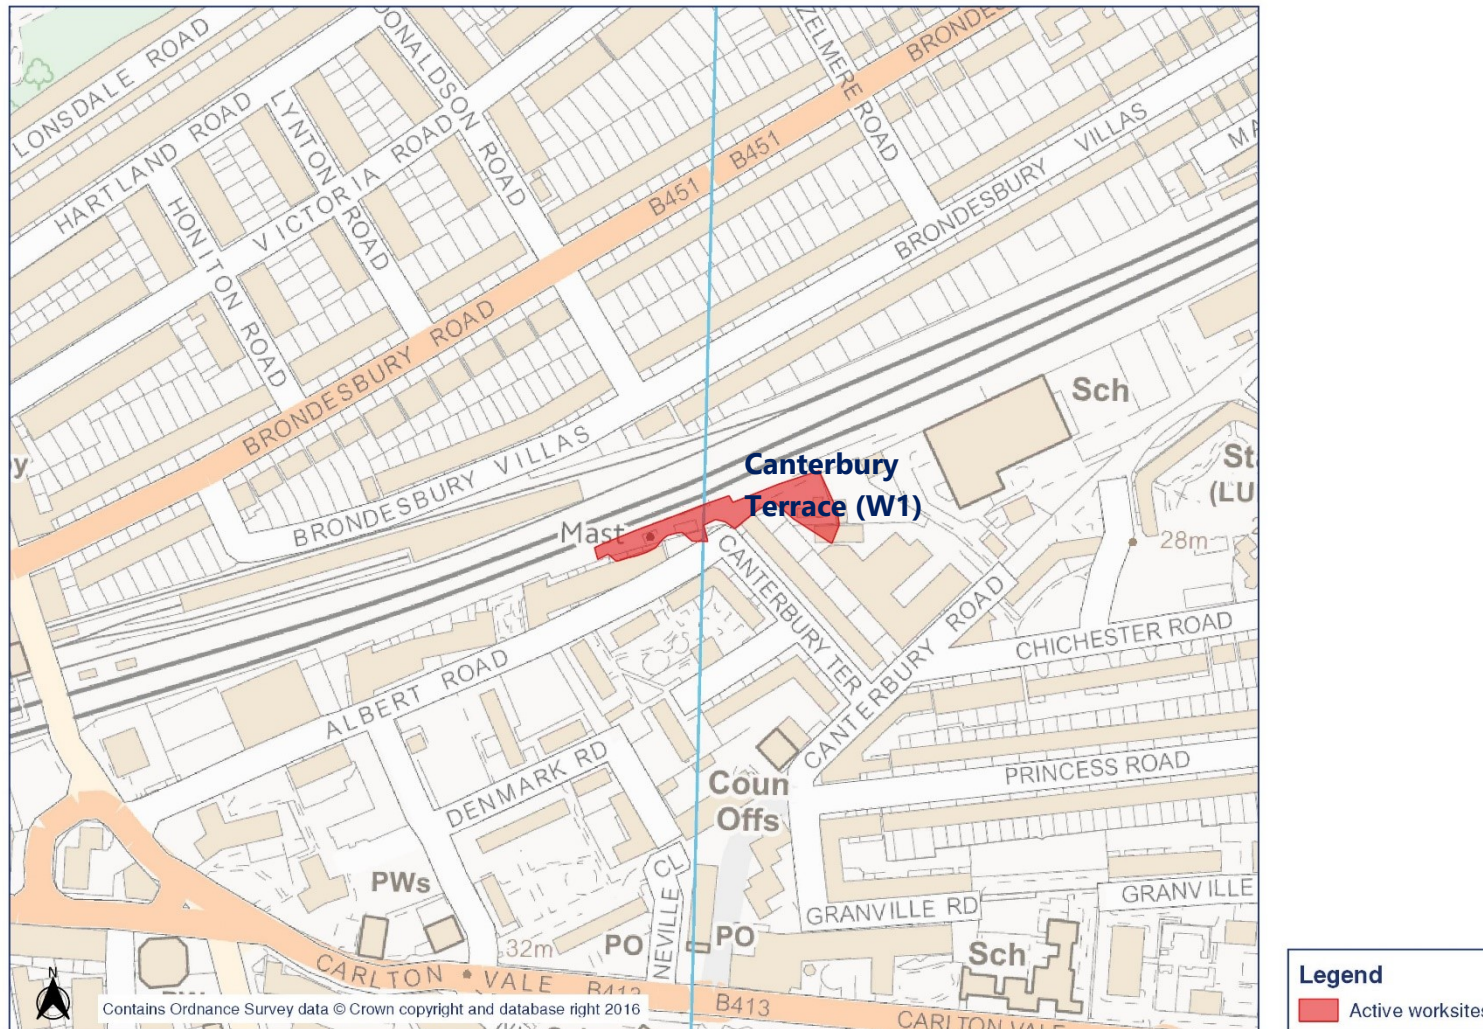 LONSDALE ROAD
DONALDSON ROAD
ZELMERE ROAD
BRONDES
HARTLAND ROAD
LYNTON ROAD
VICTORIA ROAD
HONITON ROAD
B451
B451
BRONDESBURY VILLAS
MA
BRONDESBURY ROAD
Sch
y
BRONDESBURY VILLAS
Canterbury
Terrace (W1)
St
(LU
Mast
28m
CANTERBURY TER
CANTERBURY ROAD
CHICHESTER ROAD
ALBERT ROAD
DENMARK RD
PRINCESS ROAD
Coun
Offs
PWs
NEVILLE CL
GRANVILLE
GRANVILLE RD
32m
PO
PO
Sch
CARLTON VALE
B413
B413
CARLTON VALE
N
Contains Ordnance Survey data © Crown copyright and database right 2016
Legend
Active worksite